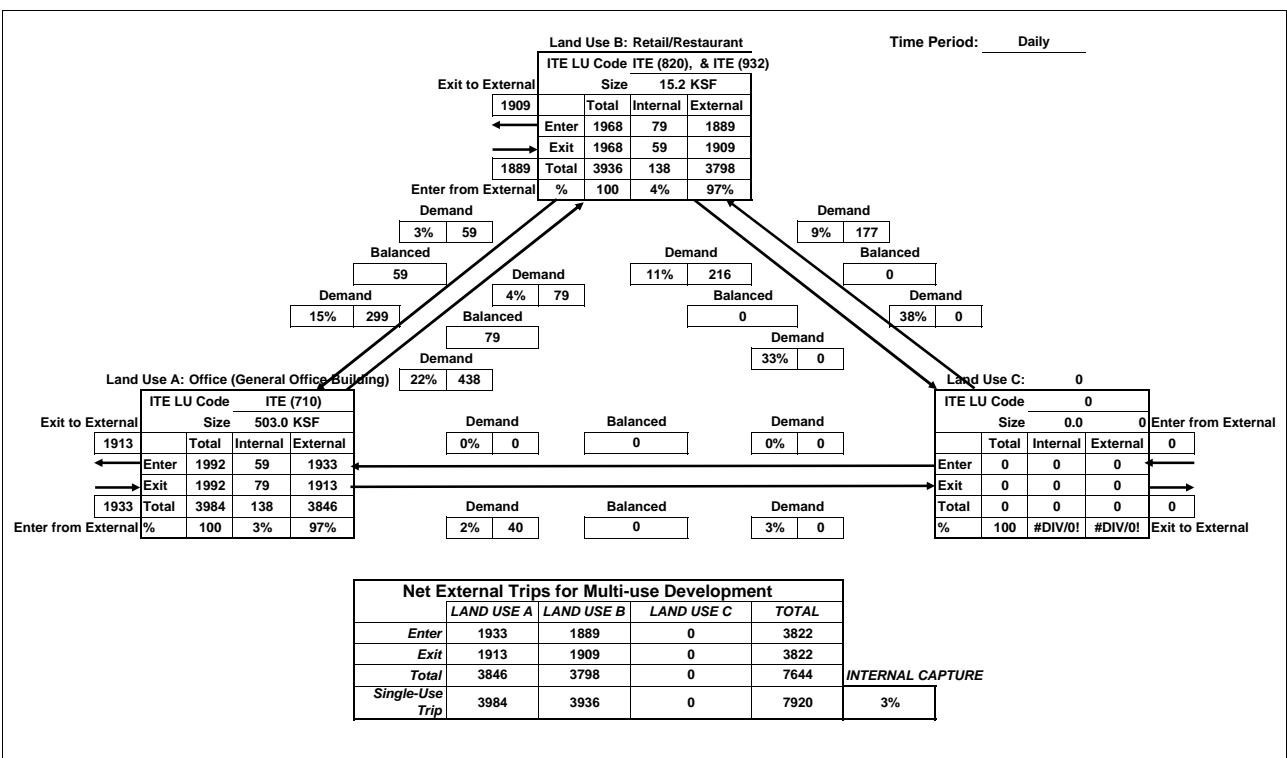 Land Use B: Retail/Restaurant
Time Period: Daily
ITE LU Code ITE (820), & ITE (932)
Exit to External Size 15.2 KSF
1909 Total Internal External
Enter 1968 79 1889
Exit 1968 59 1909
1889 Total 3936 138 3798
Enter from External % 100 4% 97%
Demand Demand
3% 59 9% 177
Balanced Demand Balanced
59 Demand 11% 216 0
Demand 4% 79 Balanced Demand
15% 299 Balanced 0 38% 0
79 Demand
Demand 33% 0
Land Use A: Office (General Office Building) 22% 438 Land Use C: 0
ITE LU Code ITE (710) ITE LU Code 0
Exit to External Size 503.0 KSF Demand Balanced Demand Size 0.0 0 Enter from External
1913 Total Internal External 0% 0 0 0% 0 Total Internal External 0
Enter 1992 59 1933 Enter 0 0 0
Exit 1992 79 1913 Exit 0 0 0
1933 Total 3984 138 3846 Demand Balanced Demand Total 0 0 0 0
Enter from External % 100 3% 97% 2% 40 0 3% 0 % 100 #DIV/0! #DIV/0! Exit to External
Net External Trips for Multi-use Development
LAND USE A LAND USE B LAND USE C TOTAL
Enter 1933 1889 0 3822
Exit 1913 1909 0 3822
Total 3846 3798 0 7644 INTERNAL CAPTURE
Single-Use
Trip 3984 3936 0 7920 3%